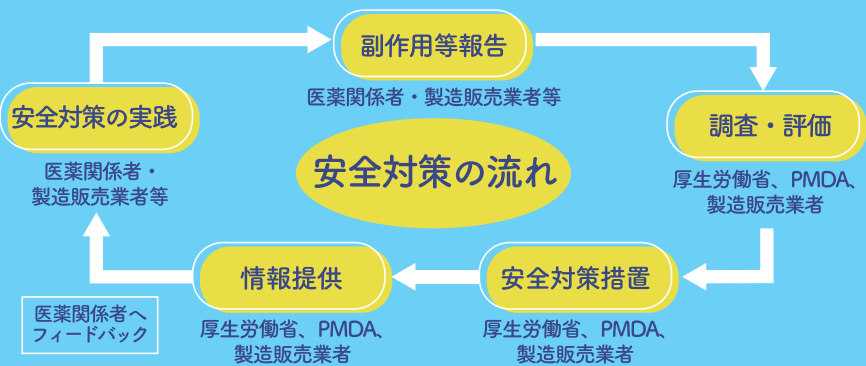 副作用等報告
医薬関係者・製造販売業者等
調査・評価
厚生労働省、PMDA、
製造販売業者
安全対策の流れ
安全対策措置
厚生労働省、PMDA、
製造販売業者
情報提供
厚生労働省、PMDA、
製造販売業者
医薬関係者へ
フィードバック
安全対策の実践
医薬関係者・
製造販売業者等